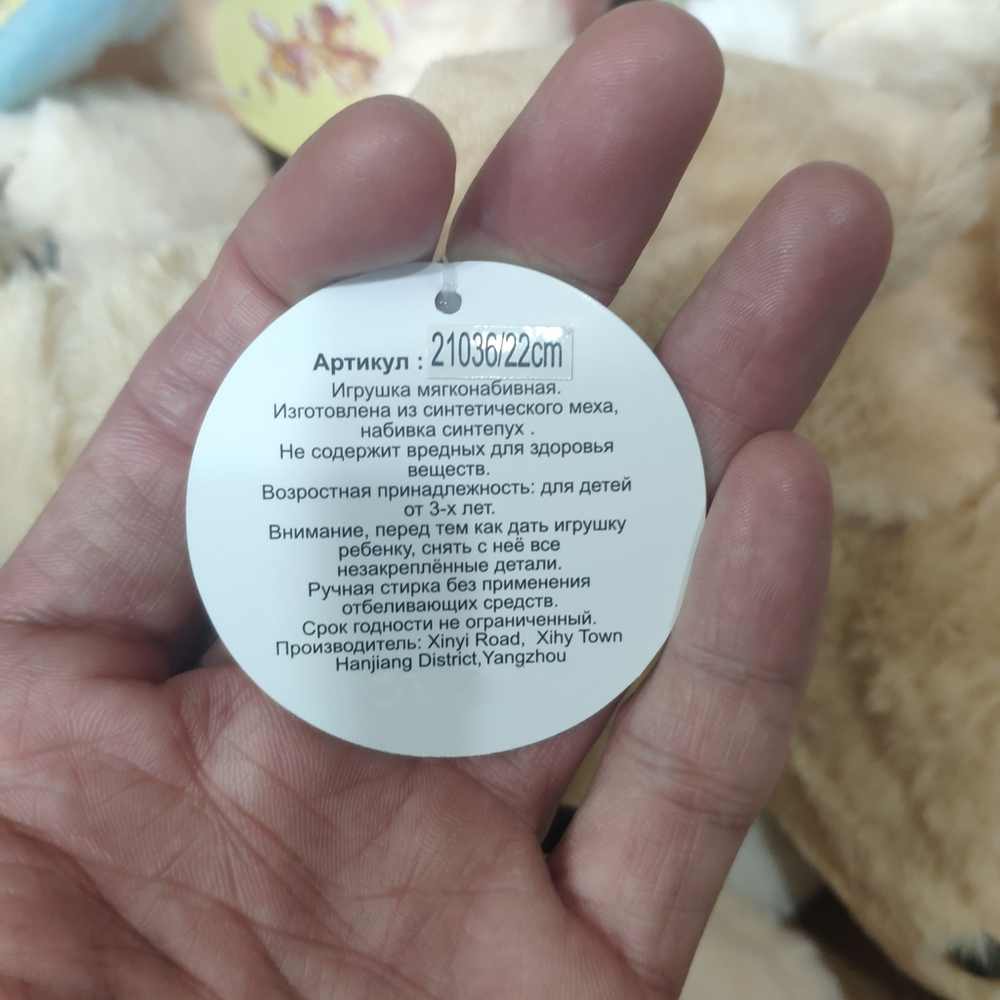 Артикул : 21036/22cm
Игрушка мягконабивная.
Изготовлена из синтетического меха,
набивка синтепух .
Не содержит вредных для здоровья
веществ.
Возростная принадлежность: для детей
от 3-х лет.
Внимание, перед тем как дать игрушку
ребенку, снять с неё все
незакреплённые детали.
Ручная стирка без применения
отбеливающих средств.
Срок годности не ограниченный.
Производитель: Xinyi Road, Xihy Town
Hanjiang District,Yangzhou